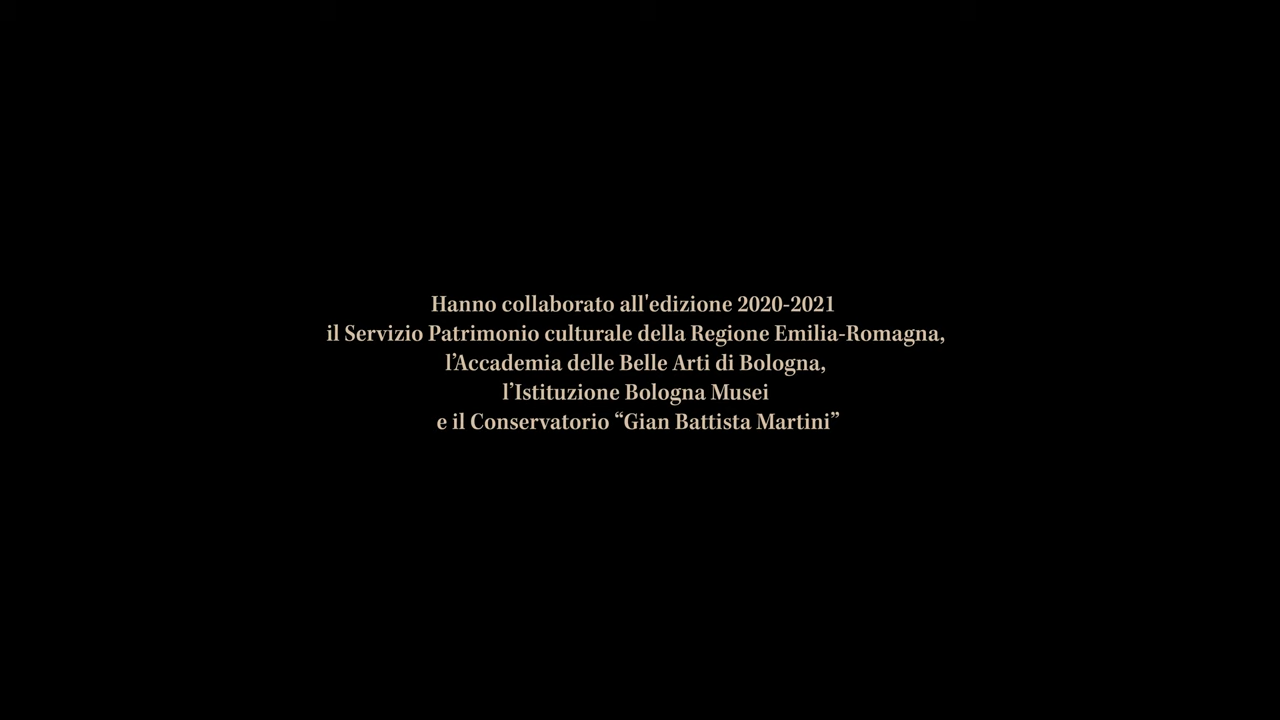 Hanno collaborato all'edizione 2020-2021
il Servizio Patrimonio culturale della Regione Emilia-Romagna,
l’Accademia delle Belle Arti di Bologna,
l’Istituzione Bologna Musei
e il Conservatorio “Gian Battista Martini”